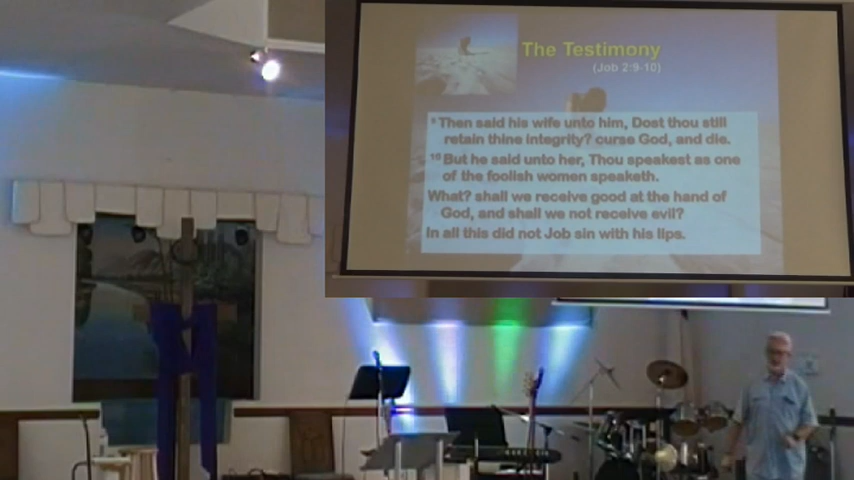 The Testimony
(Job 2:9-10)
9 Then said his wife unto him, Dost thou still
retain thine integrity? curse God, and die.
10 But he said unto her, Thou speakest as one
of the foolish women speaketh.
What? shall we receive good at the hand of
God, and shall we not receive evil?
In all this did not Job sin with his lips.